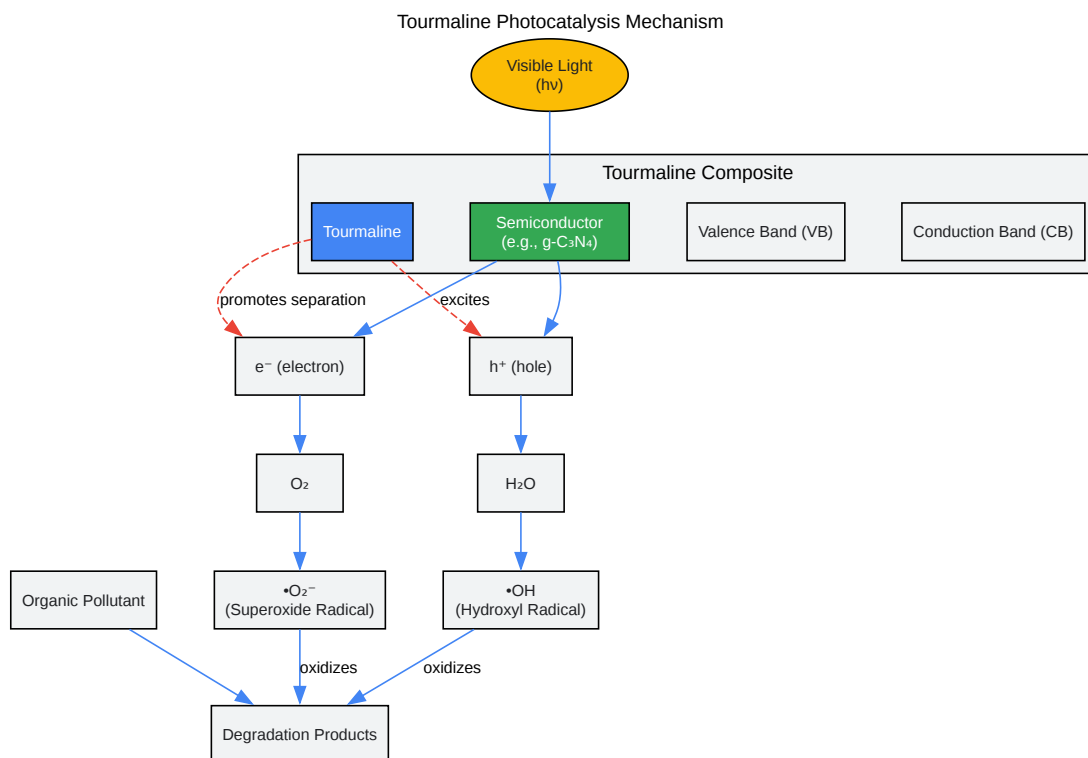 Tourmaline Photocatalysis Mechanism
Visible Light
(hν)
Tourmaline Composite
Tourmaline
Semiconductor
(e.g., g-C₃N₄)
Valence Band (VB)
Conduction Band (CB)
promotes separation
excites
e⁻ (electron)
h⁺ (hole)
O₂
H₂O
Organic Pollutant
•O₂⁻
(Superoxide Radical)
•OH
(Hydroxyl Radical)
oxidizes
oxidizes
Degradation Products